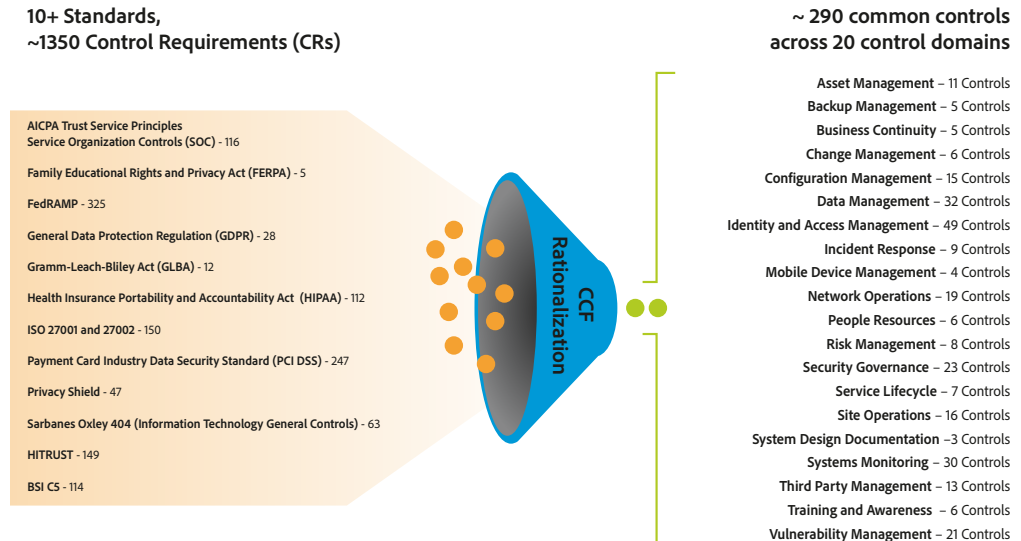 10+ Standards,
~1350 Control Requirements (CRs)
AICPA Trust Service Principles
Service Organization Controls (SOC) - 116
Family Educational Rights and Privacy Act (FERPA) - 5
FedRAMP - 325
General Data Protection Regulation (GDPR) - 28
Gramm-Leach-Bliley Act (GLBA) - 12
Health Insurance Portability and Accountability Act (HIPAA) - 112
ISO 27001 and 27002 - 150
Payment Card Industry Data Security Standard (PCI DSS) - 247
Privacy Shield - 47
Sarbanes Oxley 404 (Information Technology General Controls) - 63
HITRUST - 149
BSI C5 - 114
CCF
Rationalization
~ 290 common controls
across 20 control domains
Asset Management – 11 Controls
Backup Management – 5 Controls
Business Continuity – 5 Controls
Change Management – 6 Controls
Configuration Management – 15 Controls
Data Management – 32 Controls
Identity and Access Management – 49 Controls
Incident Response – 9 Controls
Mobile Device Management – 4 Controls
Network Operations – 19 Controls
People Resources – 6 Controls
Risk Management – 8 Controls
Security Governance – 23 Controls
Service Lifecycle – 7 Controls
Site Operations – 16 Controls
System Design Documentation –3 Controls
Systems Monitoring – 30 Controls
Third Party Management – 13 Controls
Training and Awareness – 6 Controls
Vulnerability Management – 21 Controls